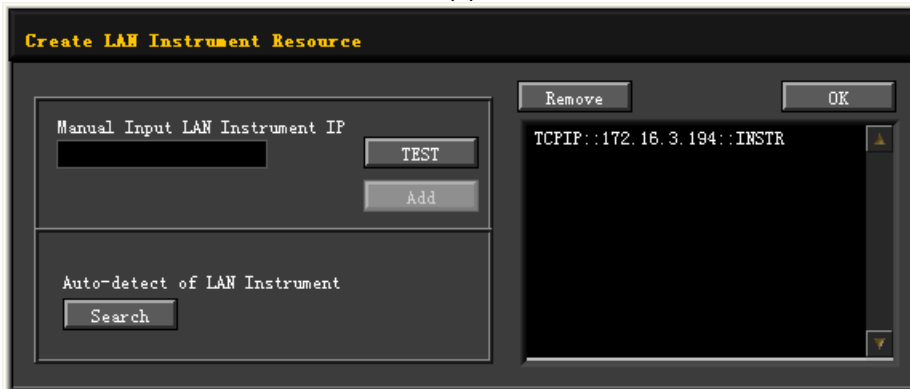 Create LAN Instrument Resource
Manual Input LAN Instrument IP
TEST
Add
Auto-detect of LAN Instrument
Search
Remove
OK
TCPIP::172.16.3.194::INSTR